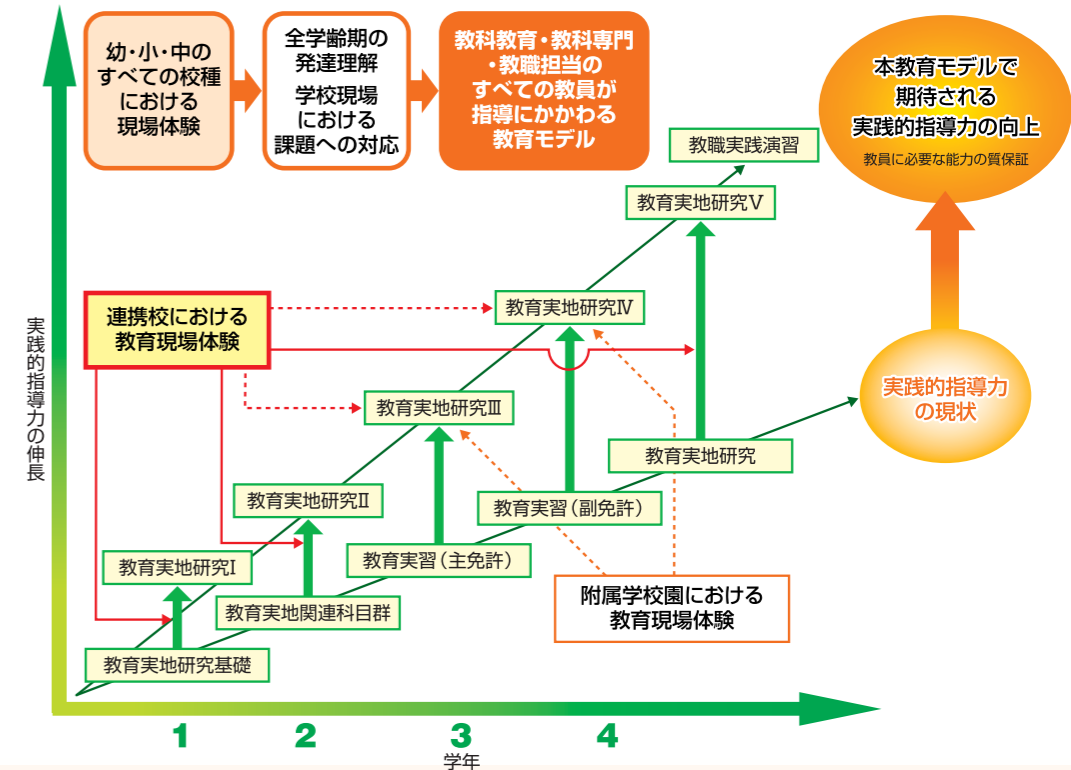 幼・小・中の
すべての校種
における
現場体験
全学齢期の
発達理解
学校現場
における
課題への対応
教科教育・教科専門
・教職担当の
すべての教員が
指導にかかわる
教育モデル
本教育モデルで
期待される
実践的指導力の向上
教員に必要な能力の質保証
教職実践演習
教育実地研究Ⅴ
連携校における
教育現場体験
教育実地研究Ⅳ
実践的指導力の伸長
実践的指導力
の現状
教育実地研究Ⅲ
教育実地研究
教育実地研究Ⅱ
教育実習(副免許)
教育実地研究Ⅰ
教育実習(主免許)
附属学校園における
教育現場体験
教育実地関連科目群
教育実地研究基礎
1 2 3 4
学年